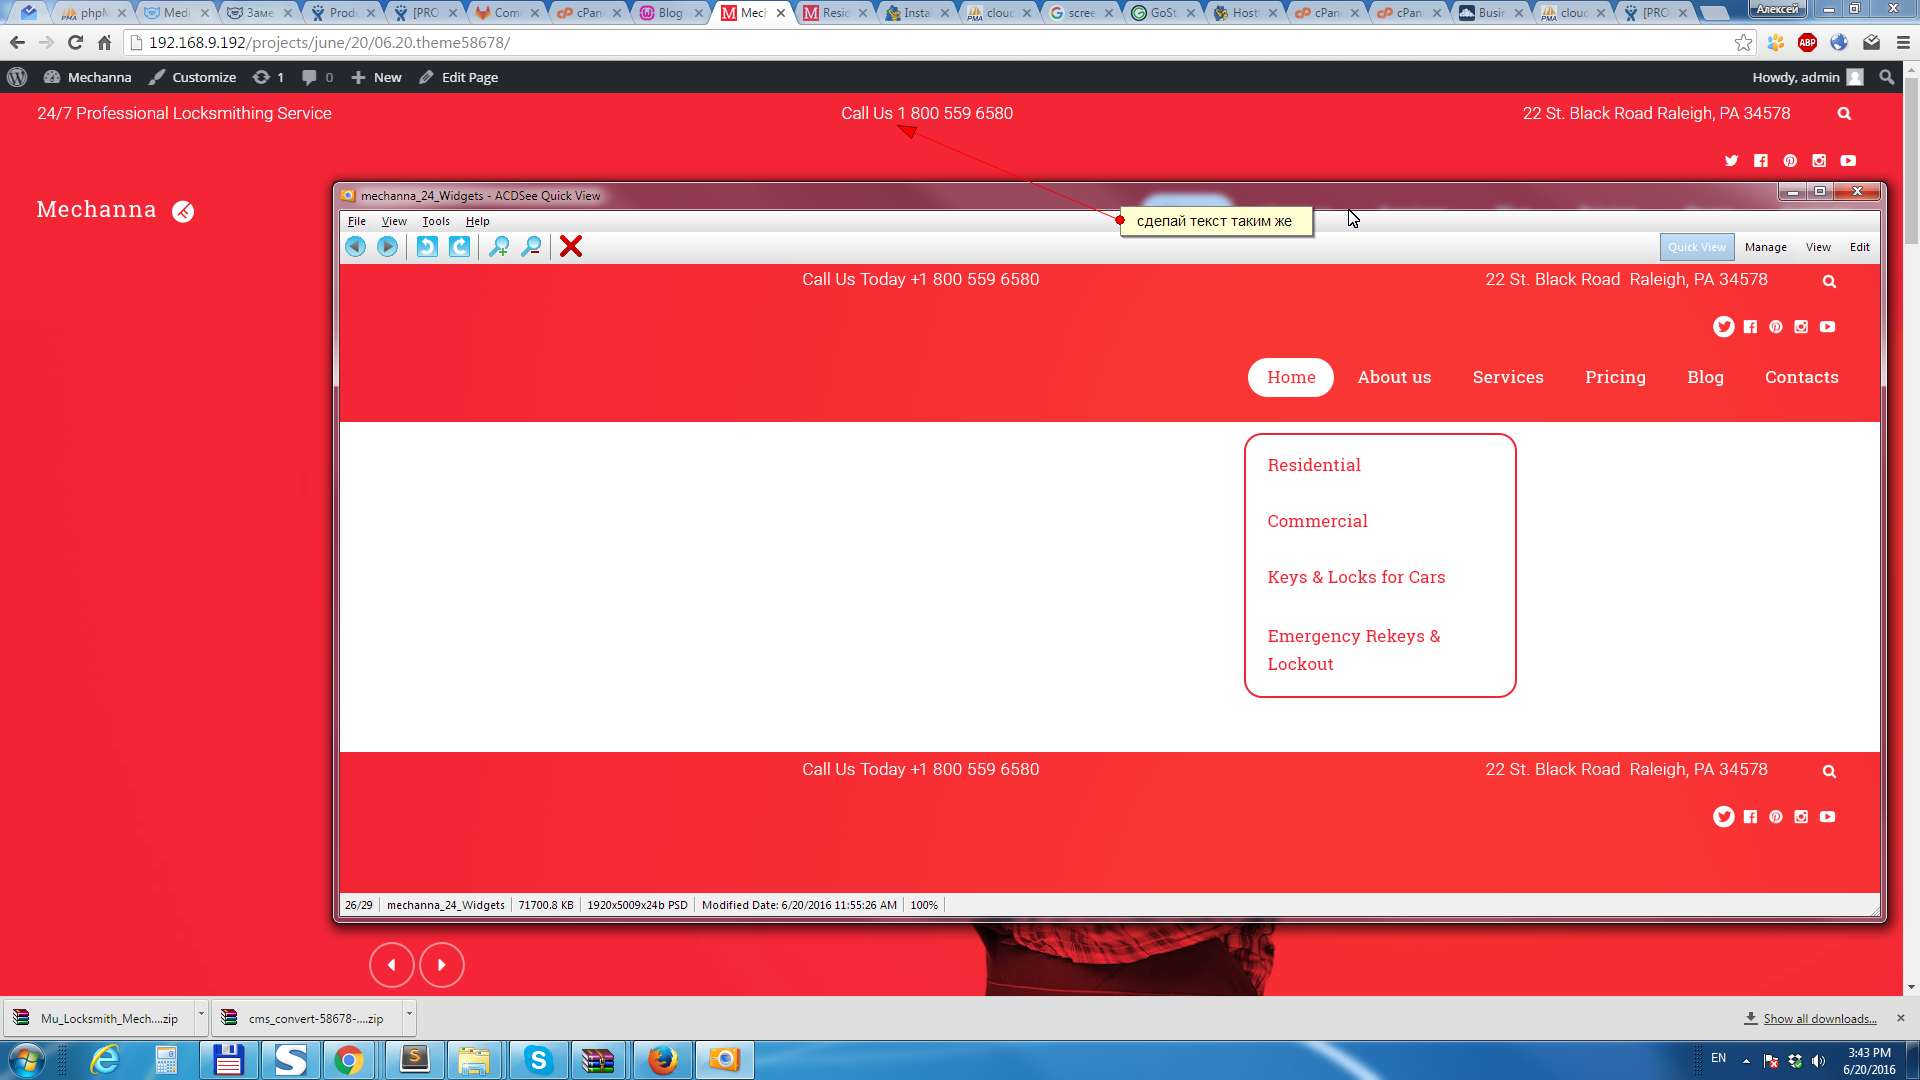 phpM
Medi
Заме
Prod
[PRO
Com
cPan
Blog
Mech
Resid
Insta
cloud
scree
GoSt
Host
cPan
cPan
Busin
cloud
[PRO
Алексей
192.168.9.192/projects/june/20/06.20.theme58678/
ABP
Mechanna
Customize
1
0
New
Edit Page
Howdy, admin
24/7 Professional Locksmithing Service
Call Us 1 800 559 6580
22 St. Black Road Raleigh, PA 34578
Mechanna
mechanna_24_Widgets - ACDSee Quick View
File View Tools Help
сделай текст таким же
Quick View Manage View Edit
Call Us Today +1 800 559 6580
22 St. Black Road  Raleigh, PA 34578
Home About us Services Pricing Blog Contacts
Residential
Commercial
Keys & Locks for Cars
Emergency Rekeys &
Lockout
Call Us Today +1 800 559 6580
22 St. Black Road  Raleigh, PA 34578
26/29 mechanna_24_Widgets 71700.8 KB 1920x5009x24b PSD Modified Date: 6/20/2016 11:55:26 AM 100%
Mu_Locksmith_Mech....zip
cms_convert-58678-....zip
Show all downloads...
EN
3:43 PM
6/20/2016